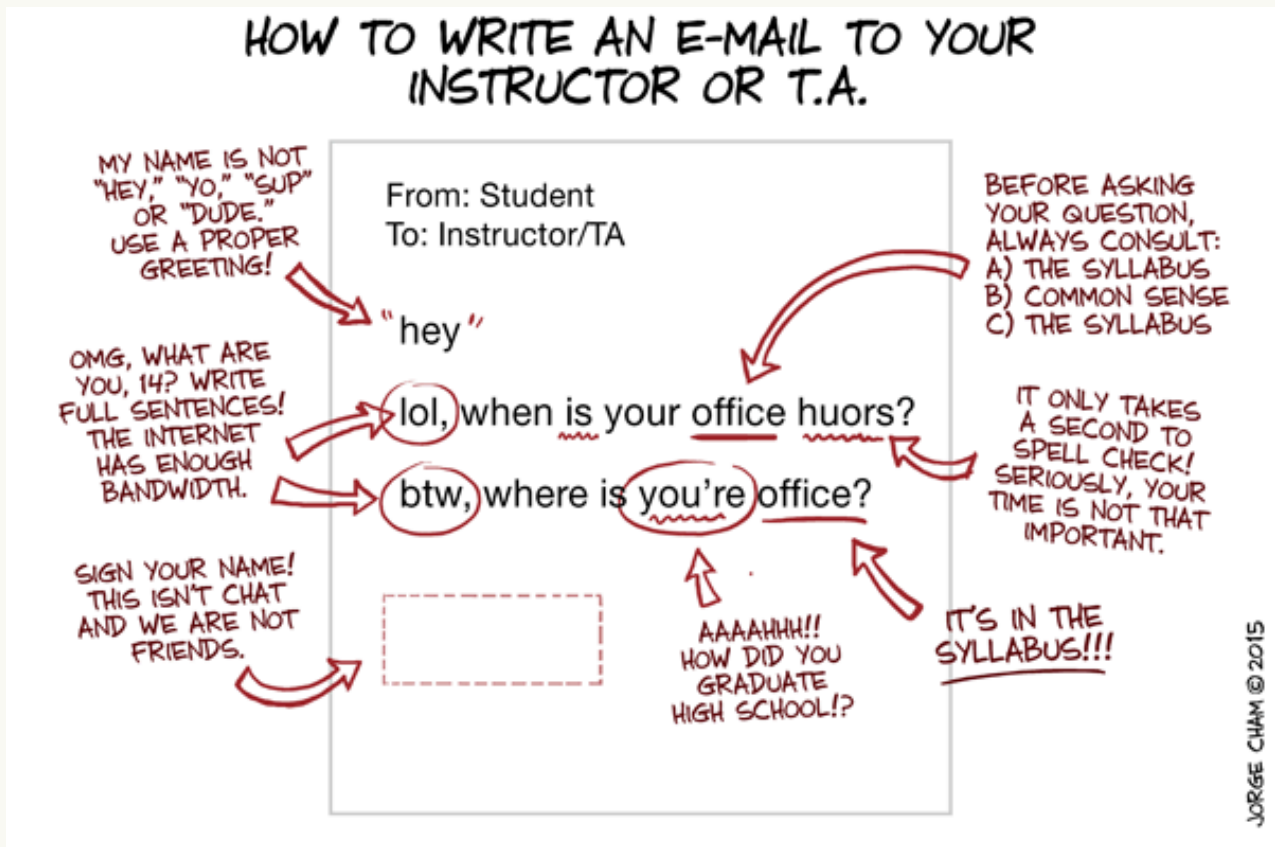 HOW TO WRITE AN E-MAIL TO YOUR
INSTRUCTOR OR T.A.
MY NAME IS NOT
"HEY," "YO," "SUP"
OR "DUDE."
USE A PROPER
GREETING!
From: Student
To: Instructor/TA
BEFORE ASKING
YOUR QUESTION,
ALWAYS CONSULT:
A) THE SYLLABUS
B) COMMON SENSE
C) THE SYLLABUS
"hey"
OMG, WHAT ARE
YOU, 14? WRITE
FULL SENTENCES!
THE INTERNET
HAS ENOUGH
BANDWIDTH.
lol, when is your office huors?
btw, where is you're office?
IT ONLY TAKES
A SECOND TO
SPELL CHECK!
SERIOUSLY, YOUR
TIME IS NOT THAT
IMPORTANT.
SIGN YOUR NAME!
THIS ISN'T CHAT
AND WE ARE NOT
FRIENDS.
AAAAHHH!!
HOW DID YOU
GRADUATE
HIGH SCHOOL!?
IT'S IN THE
SYLLABUS!!!
JORGE CHAM © 2015